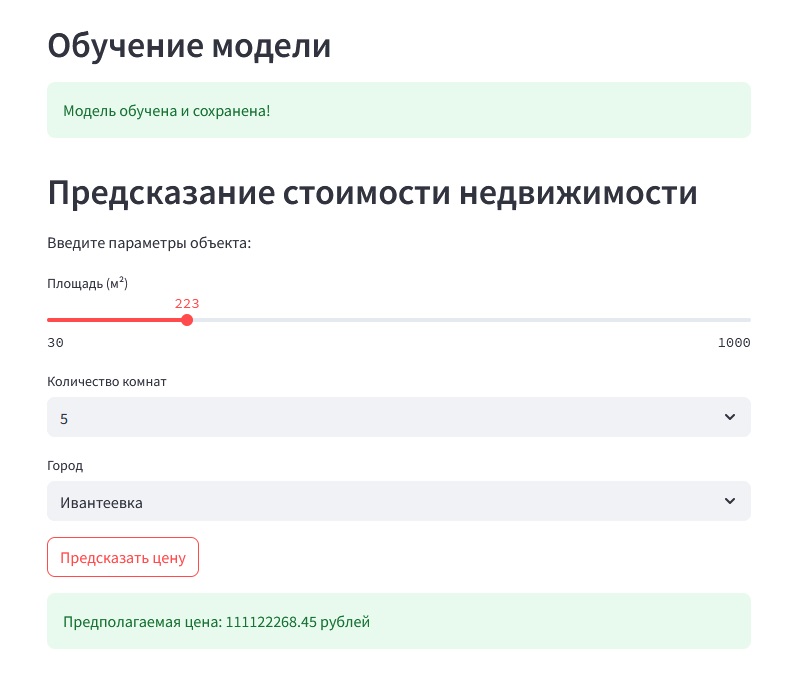 Обучение модели
Модель обучена и сохранена!
Предсказание стоимости недвижимости
Введите параметры объекта:
Площадь (м²)
223
30 1000
Количество комнат
5
Город
Ивантеевка
Предсказать цену
Предполагаемая цена: 111122268.45 рублей